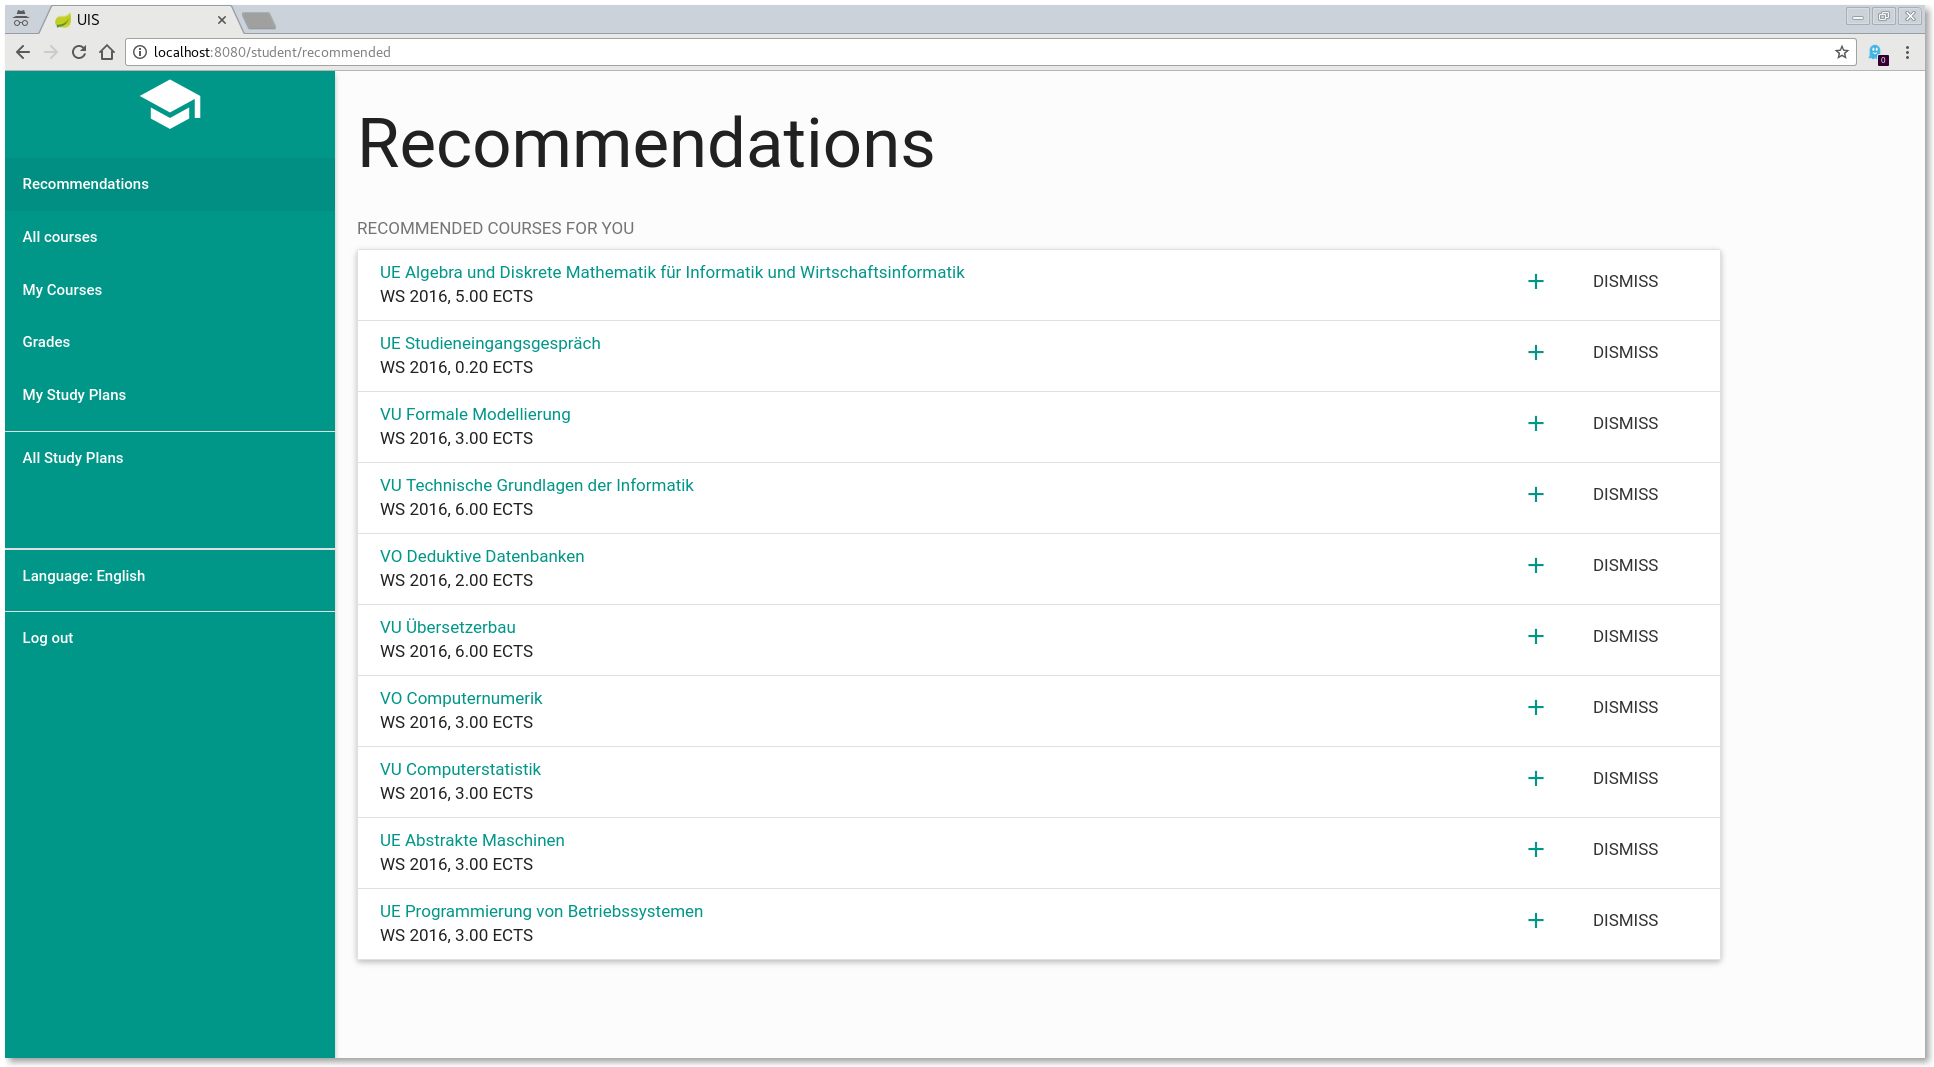 UIS
localhost:8080/student/recommended
0
Recommendations
All courses
My Courses
Grades
My Study Plans
All Study Plans
Language: English
Log out
Recommendations
RECOMMENDED COURSES FOR YOU
UE Algebra und Diskrete Mathematik für Informatik und Wirtschaftsinformatik
WS 2016, 5.00 ECTS
DISMISS
UE Studieneingangsgespräch
WS 2016, 0.20 ECTS
DISMISS
VU Formale Modellierung
WS 2016, 3.00 ECTS
DISMISS
VU Technische Grundlagen der Informatik
WS 2016, 6.00 ECTS
DISMISS
VO Deduktive Datenbanken
WS 2016, 2.00 ECTS
DISMISS
VU Übersetzerbau
WS 2016, 6.00 ECTS
DISMISS
VO Computernumerik
WS 2016, 3.00 ECTS
DISMISS
VU Computerstatistik
WS 2016, 3.00 ECTS
DISMISS
UE Abstrakte Maschinen
WS 2016, 3.00 ECTS
DISMISS
UE Programmierung von Betriebssystemen
WS 2016, 3.00 ECTS
DISMISS